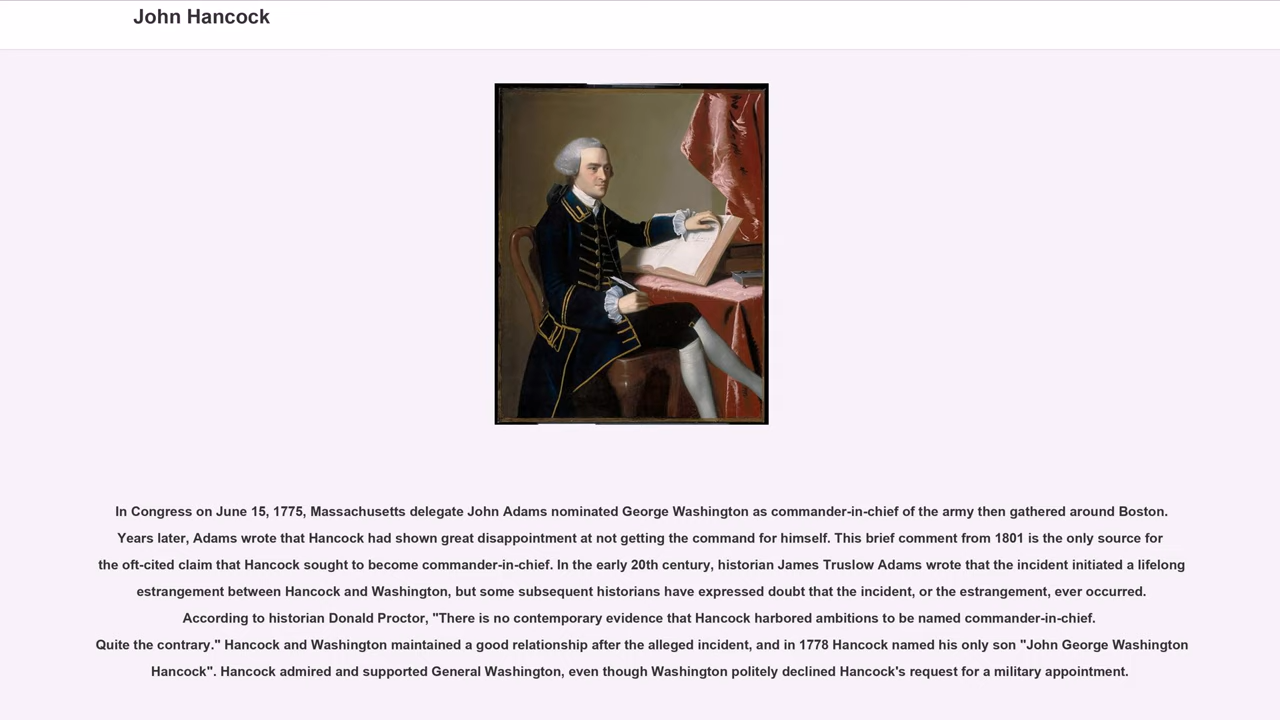 John Hancock
In Congress on June 15, 1775, Massachusetts delegate John Adams nominated George Washington as commander-in-chief of the army then gathered around Boston.
Years later, Adams wrote that Hancock had shown great disappointment at not getting the command for himself. This brief comment from 1801 is the only source for
the oft-cited claim that Hancock sought to become commander-in-chief. In the early 20th century, historian James Truslow Adams wrote that the incident initiated a lifelong
estrangement between Hancock and Washington, but some subsequent historians have expressed doubt that the incident, or the estrangement, ever occurred.
According to historian Donald Proctor, "There is no contemporary evidence that Hancock harbored ambitions to be named commander-in-chief.
Quite the contrary." Hancock and Washington maintained a good relationship after the alleged incident, and in 1778 Hancock named his only son "John George Washington
Hancock". Hancock admired and supported General Washington, even though Washington politely declined Hancock's request for a military appointment.